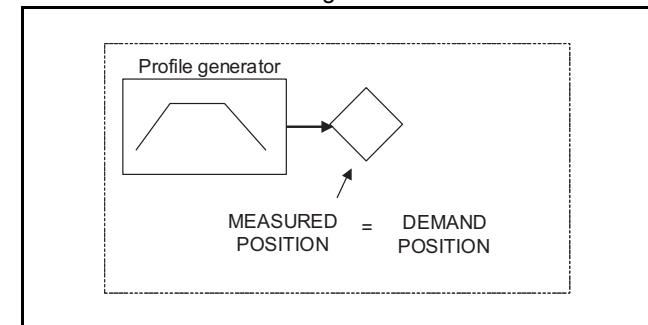 Profile generator
MEASURED = DEMAND
POSITION POSITION